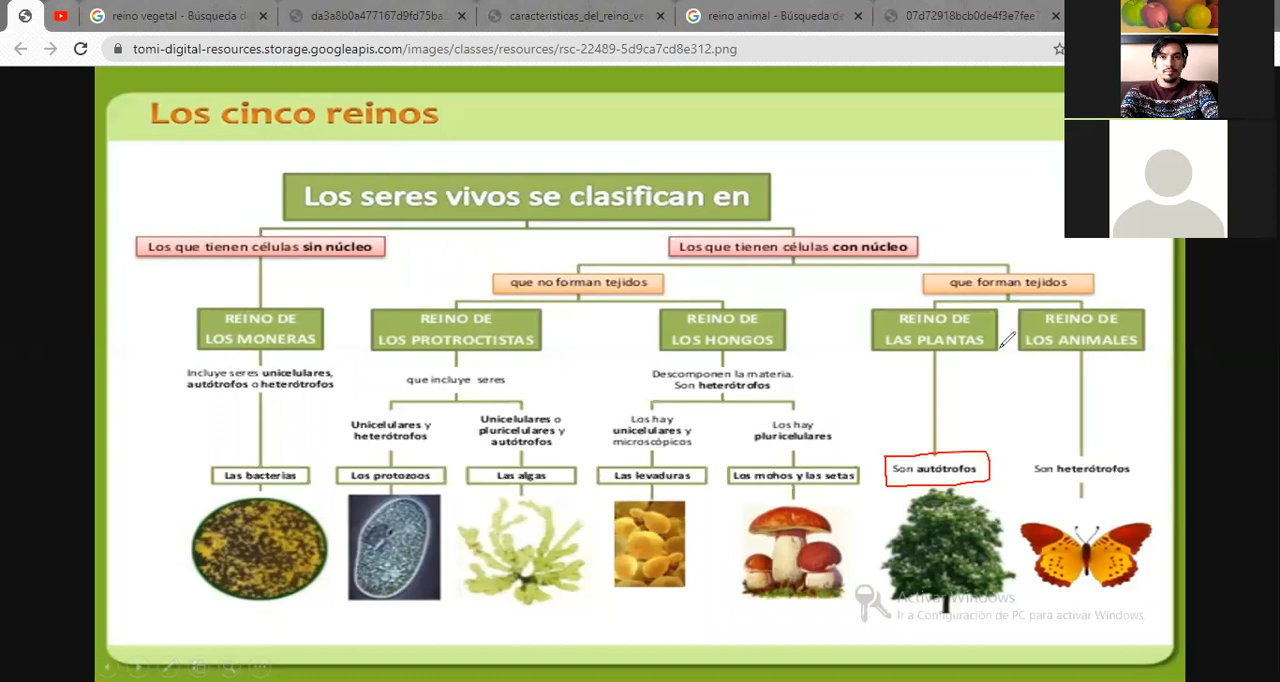 reino vegetal - Búsqueda d
da3a8b0a477167d9fd75ba
caracteristicas_del_reino_ve
reino animal - Búsqueda de
07d72918bcb0de4f3e7fee7
tomi-digital-resources.storage.googleapis.com/images/classes/resources/rsc-22489-5d9ca7cd8e312.png
Los cinco reinos
Los seres vivos se clasifican en
Los que tienen células sin núcleo
Los que tienen células con núcleo
que no forman tejidos
que forman tejidos
REINO DE
LOS MONERAS
REINO DE
LOS PROTROCTISTAS
REINO DE
LOS HONGOS
REINO DE
LAS PLANTAS
REINO DE
LOS ANIMALES
Incluye seres unicelulares,
autótrofos o heterótrofos
que incluye seres
Descomponen la materia.
Son heterótrofos
Unicelulares y
heterótrofos
Unicelulares o
pluricelulares y
autótrofos
Los hay
unicelulares y
microscópicos
Los hay
pluricelulares
Son autótrofos
Son heterótrofos
Las bacterias
Los protozoos
Las algas
Las levaduras
Los mohos y las setas
Activar Windows
Ir a Configuración de PC para activar Windows.